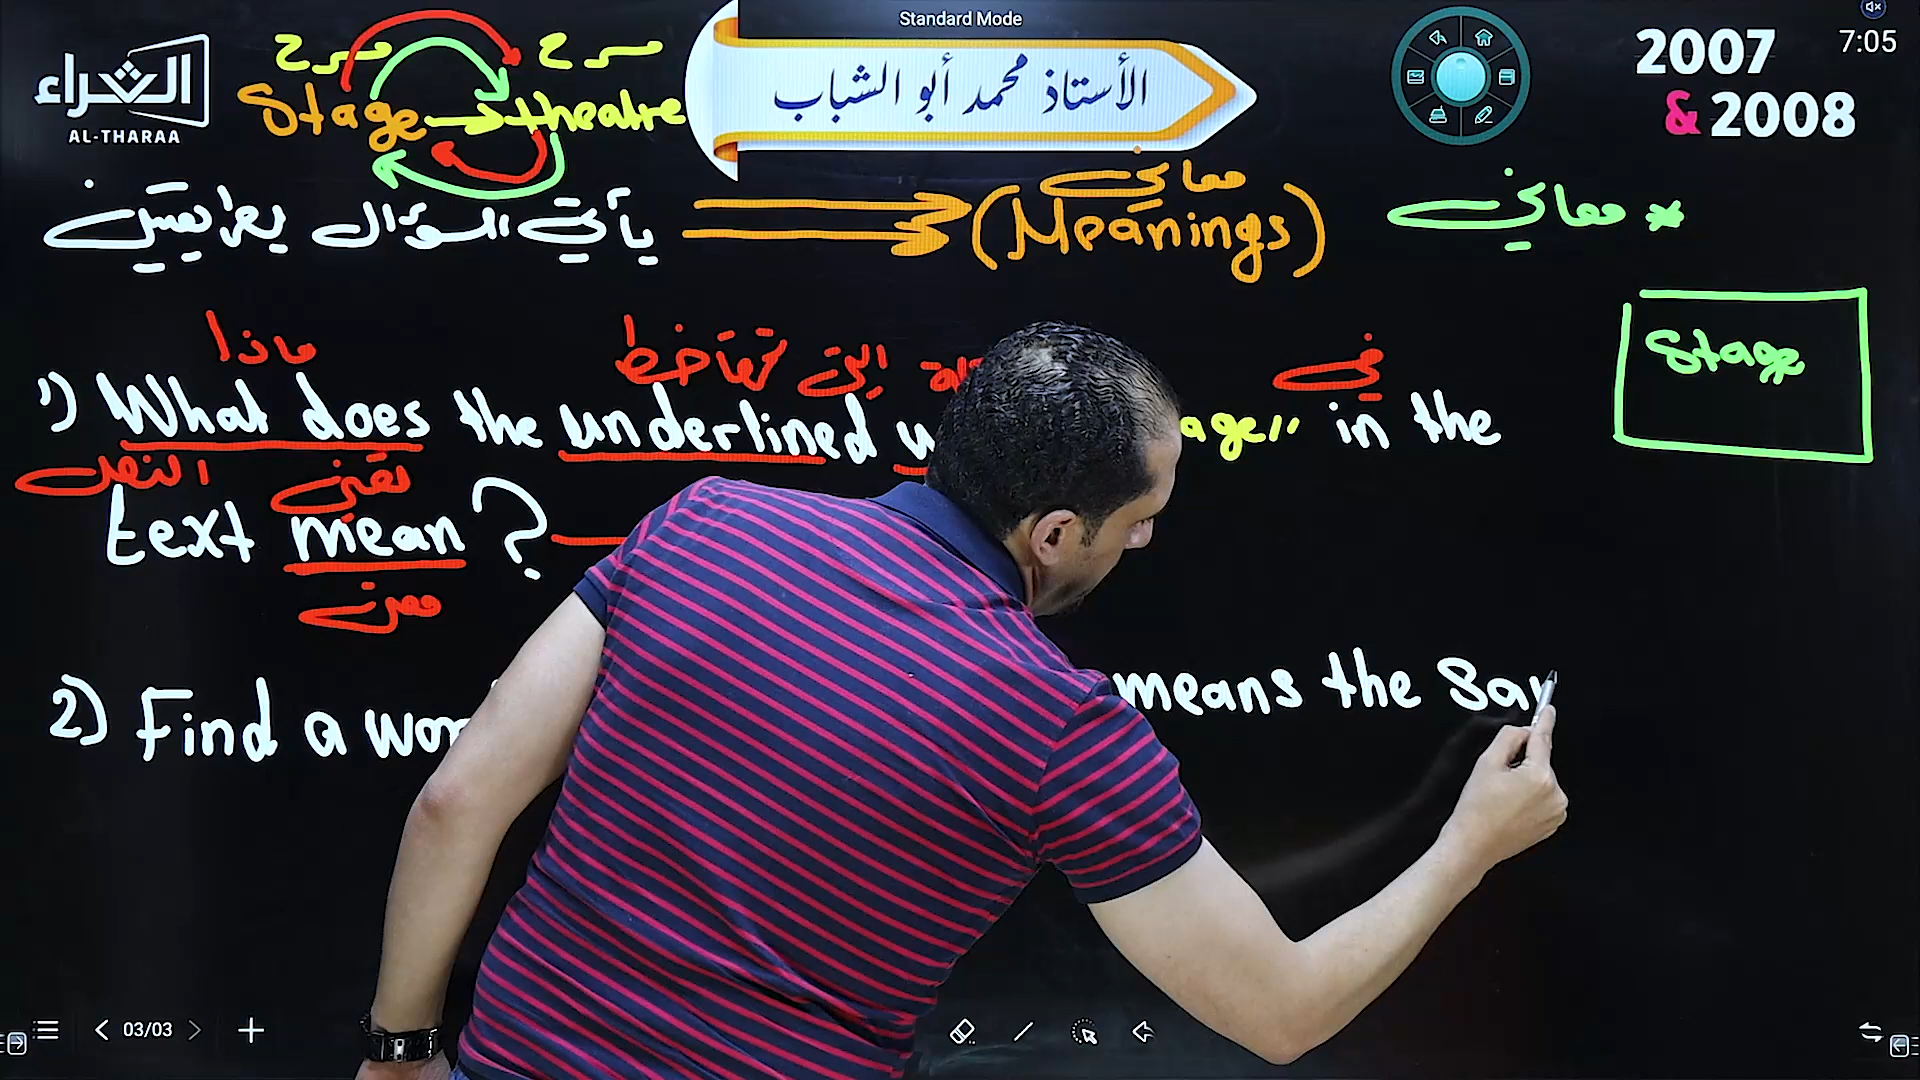 Standard Mode
7:05
الثراء
AL-THARAA
الأستاذ محمد أبو الشباب
2007
& 2008
مسرح مسرح
Stage → theatre
* معاني
معاني
(Meanings)
يأتي السؤال بطريقتين
Stage
ماذا
التي تحتها خط
في
1) What does the underlined age" in the
النص
تعني
text mean?
معنى
2) Find a wor means the Sa
03/03